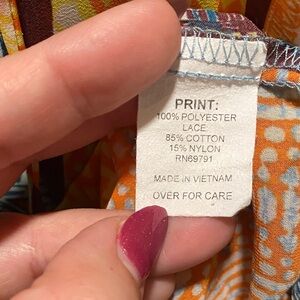 PRINT:
100% POLYESTER
LACE
85% COTTON
15% NYLON
RN69791
MADE IN VIETNAM
OVER FOR CARE